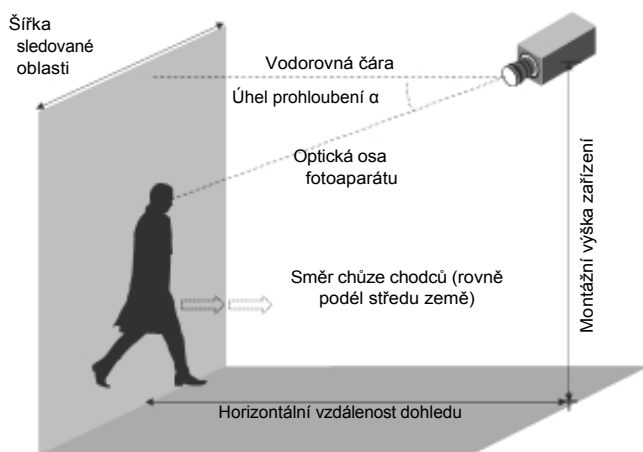 Šířka
sledované
oblasti
Vodorovná čára
Úhel prohloubení α
Optická osa
fotoaparátu
Montážní výška zařízení
Směr chůze chodců (rovně
podél středu země)
Horizontální vzdálenost dohledu